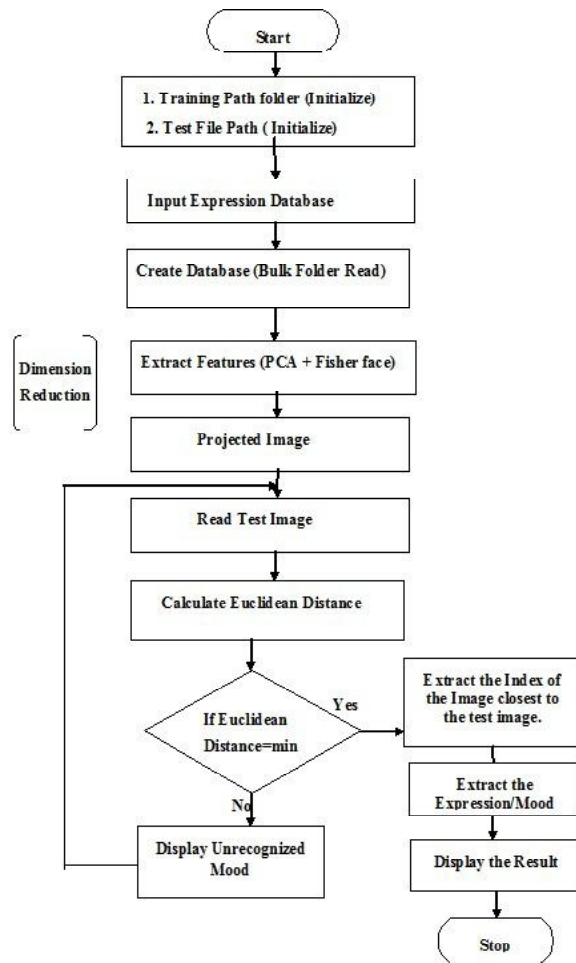 Start
1. Training Path folder (Initialize)
2. Test File Path ( Initialize)
Input Expression Database
Create Database (Bulk Folder Read)
Dimension
Reduction
Extract Features (PCA + Fisher face)
Projected Image
Read Test Image
Calculate Euclidean Distance
If Euclidean
Distance=min
Yes
No
Extract the Index of
the Image closest to
the test image.
Extract the
Expression/Mood
Display Unrecognized
Mood
Display the Result
Stop